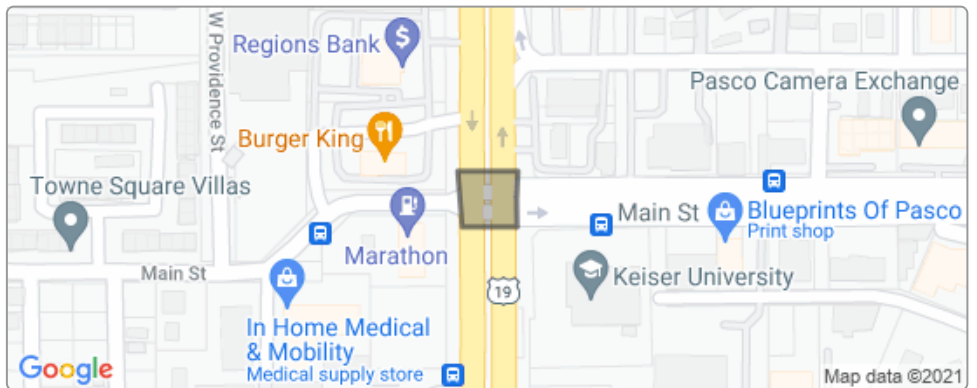 W Providence St
Regions Bank
$
Pasco Camera Exchange
Burger King
Towne Square Villas
Main St
Blueprints Of Pasco
Print shop
Marathon
Main St
Keiser University
19
In Home Medical
& Mobility
Medical supply store
Google
Map data ©2021